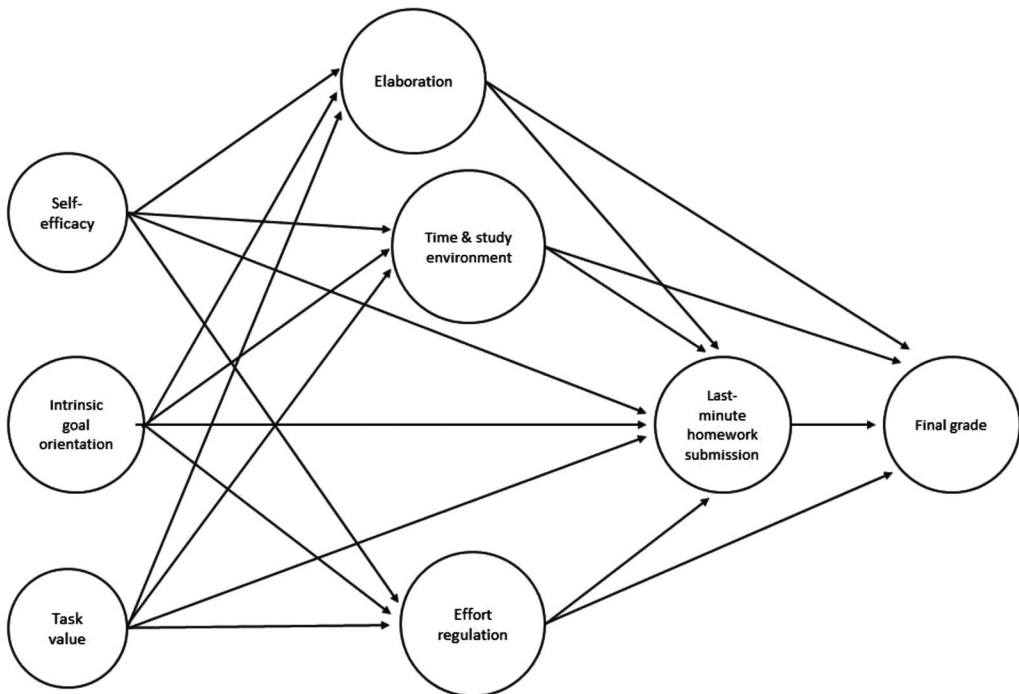 Elaboration
Self-
efficacy
Time & study
environment
Intrinsic
goal
orientation
Last-
minute
homework
submission
Final grade
Task
value
Effort
regulation